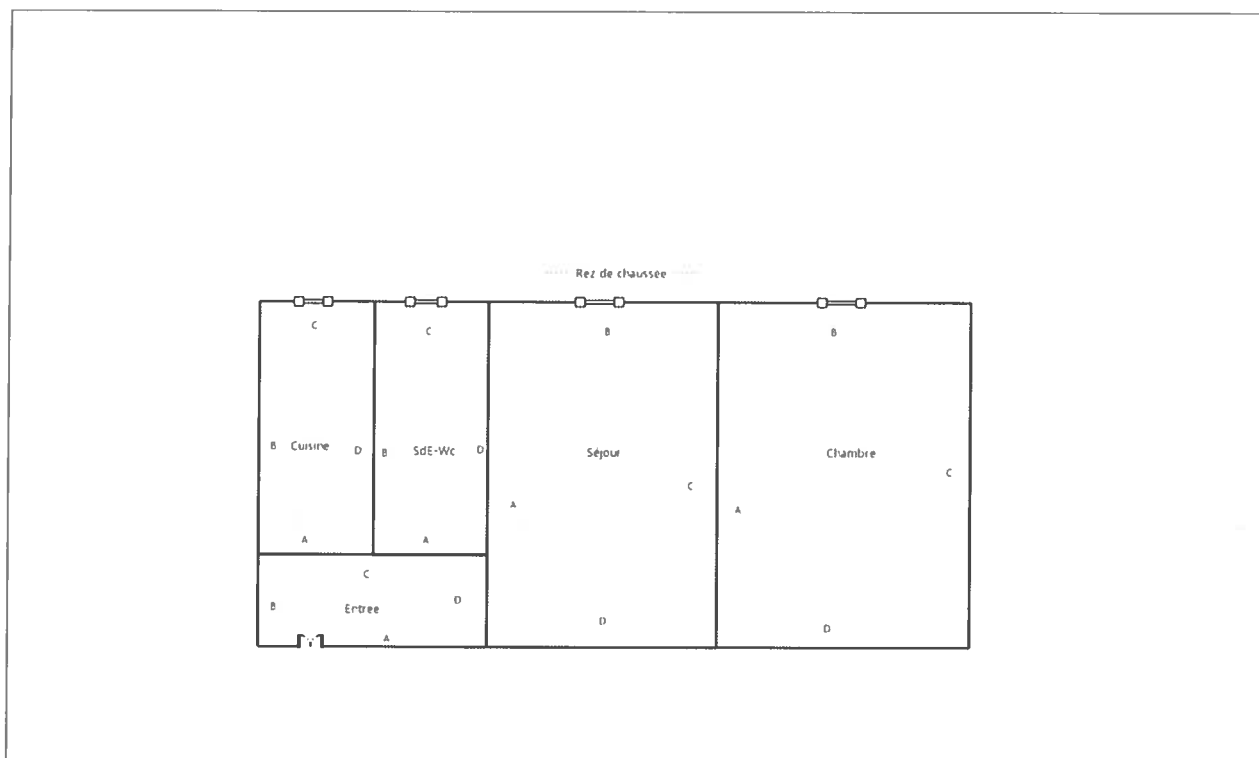 Rez de chaussée
C C B B
B Cuisine D B SdE-Wc D Séjour Chambre
C C
A A
A A
C
B Entree D
D D
A